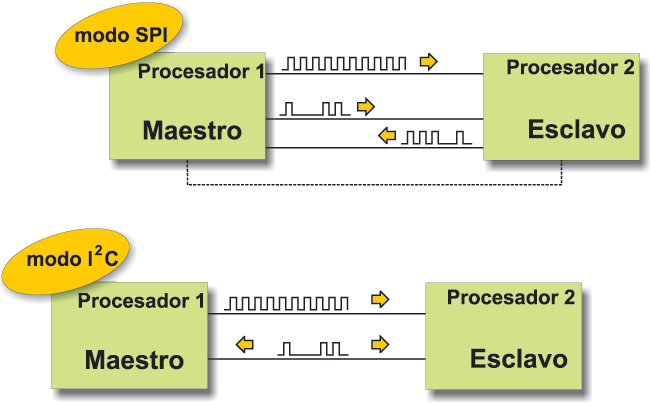 modo SPI
Procesador 1
Maestro
Procesador 2
Esclavo
modo I²C
Procesador 1
Maestro
Procesador 2
Esclavo